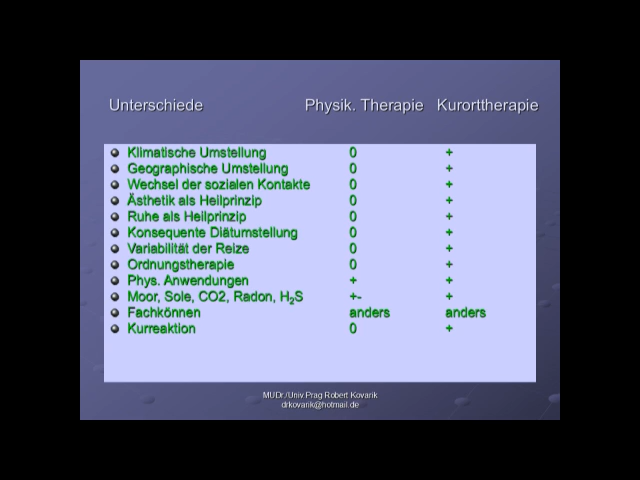 Unterschiede Physik. Therapie Kurorttherapie
Klimatische Umstellung 0 +
Geographische Umstellung 0 +
Wechsel der sozialen Kontakte 0 +
Ästhetik als Heilprinzip 0 +
Ruhe als Heilprinzip 0 +
Konsequente Diätumstellung 0 +
Variabilität der Reize 0 +
Ordnungstherapie 0 +
Phys. Anwendungen + +
Moor, Sole, CO2, Radon, H₂S +- +
Fachkönnen anders anders
Kurreaktion 0 +
MUDr./Univ.Prag Robert Kovarik
drkovarik@hotmail.de